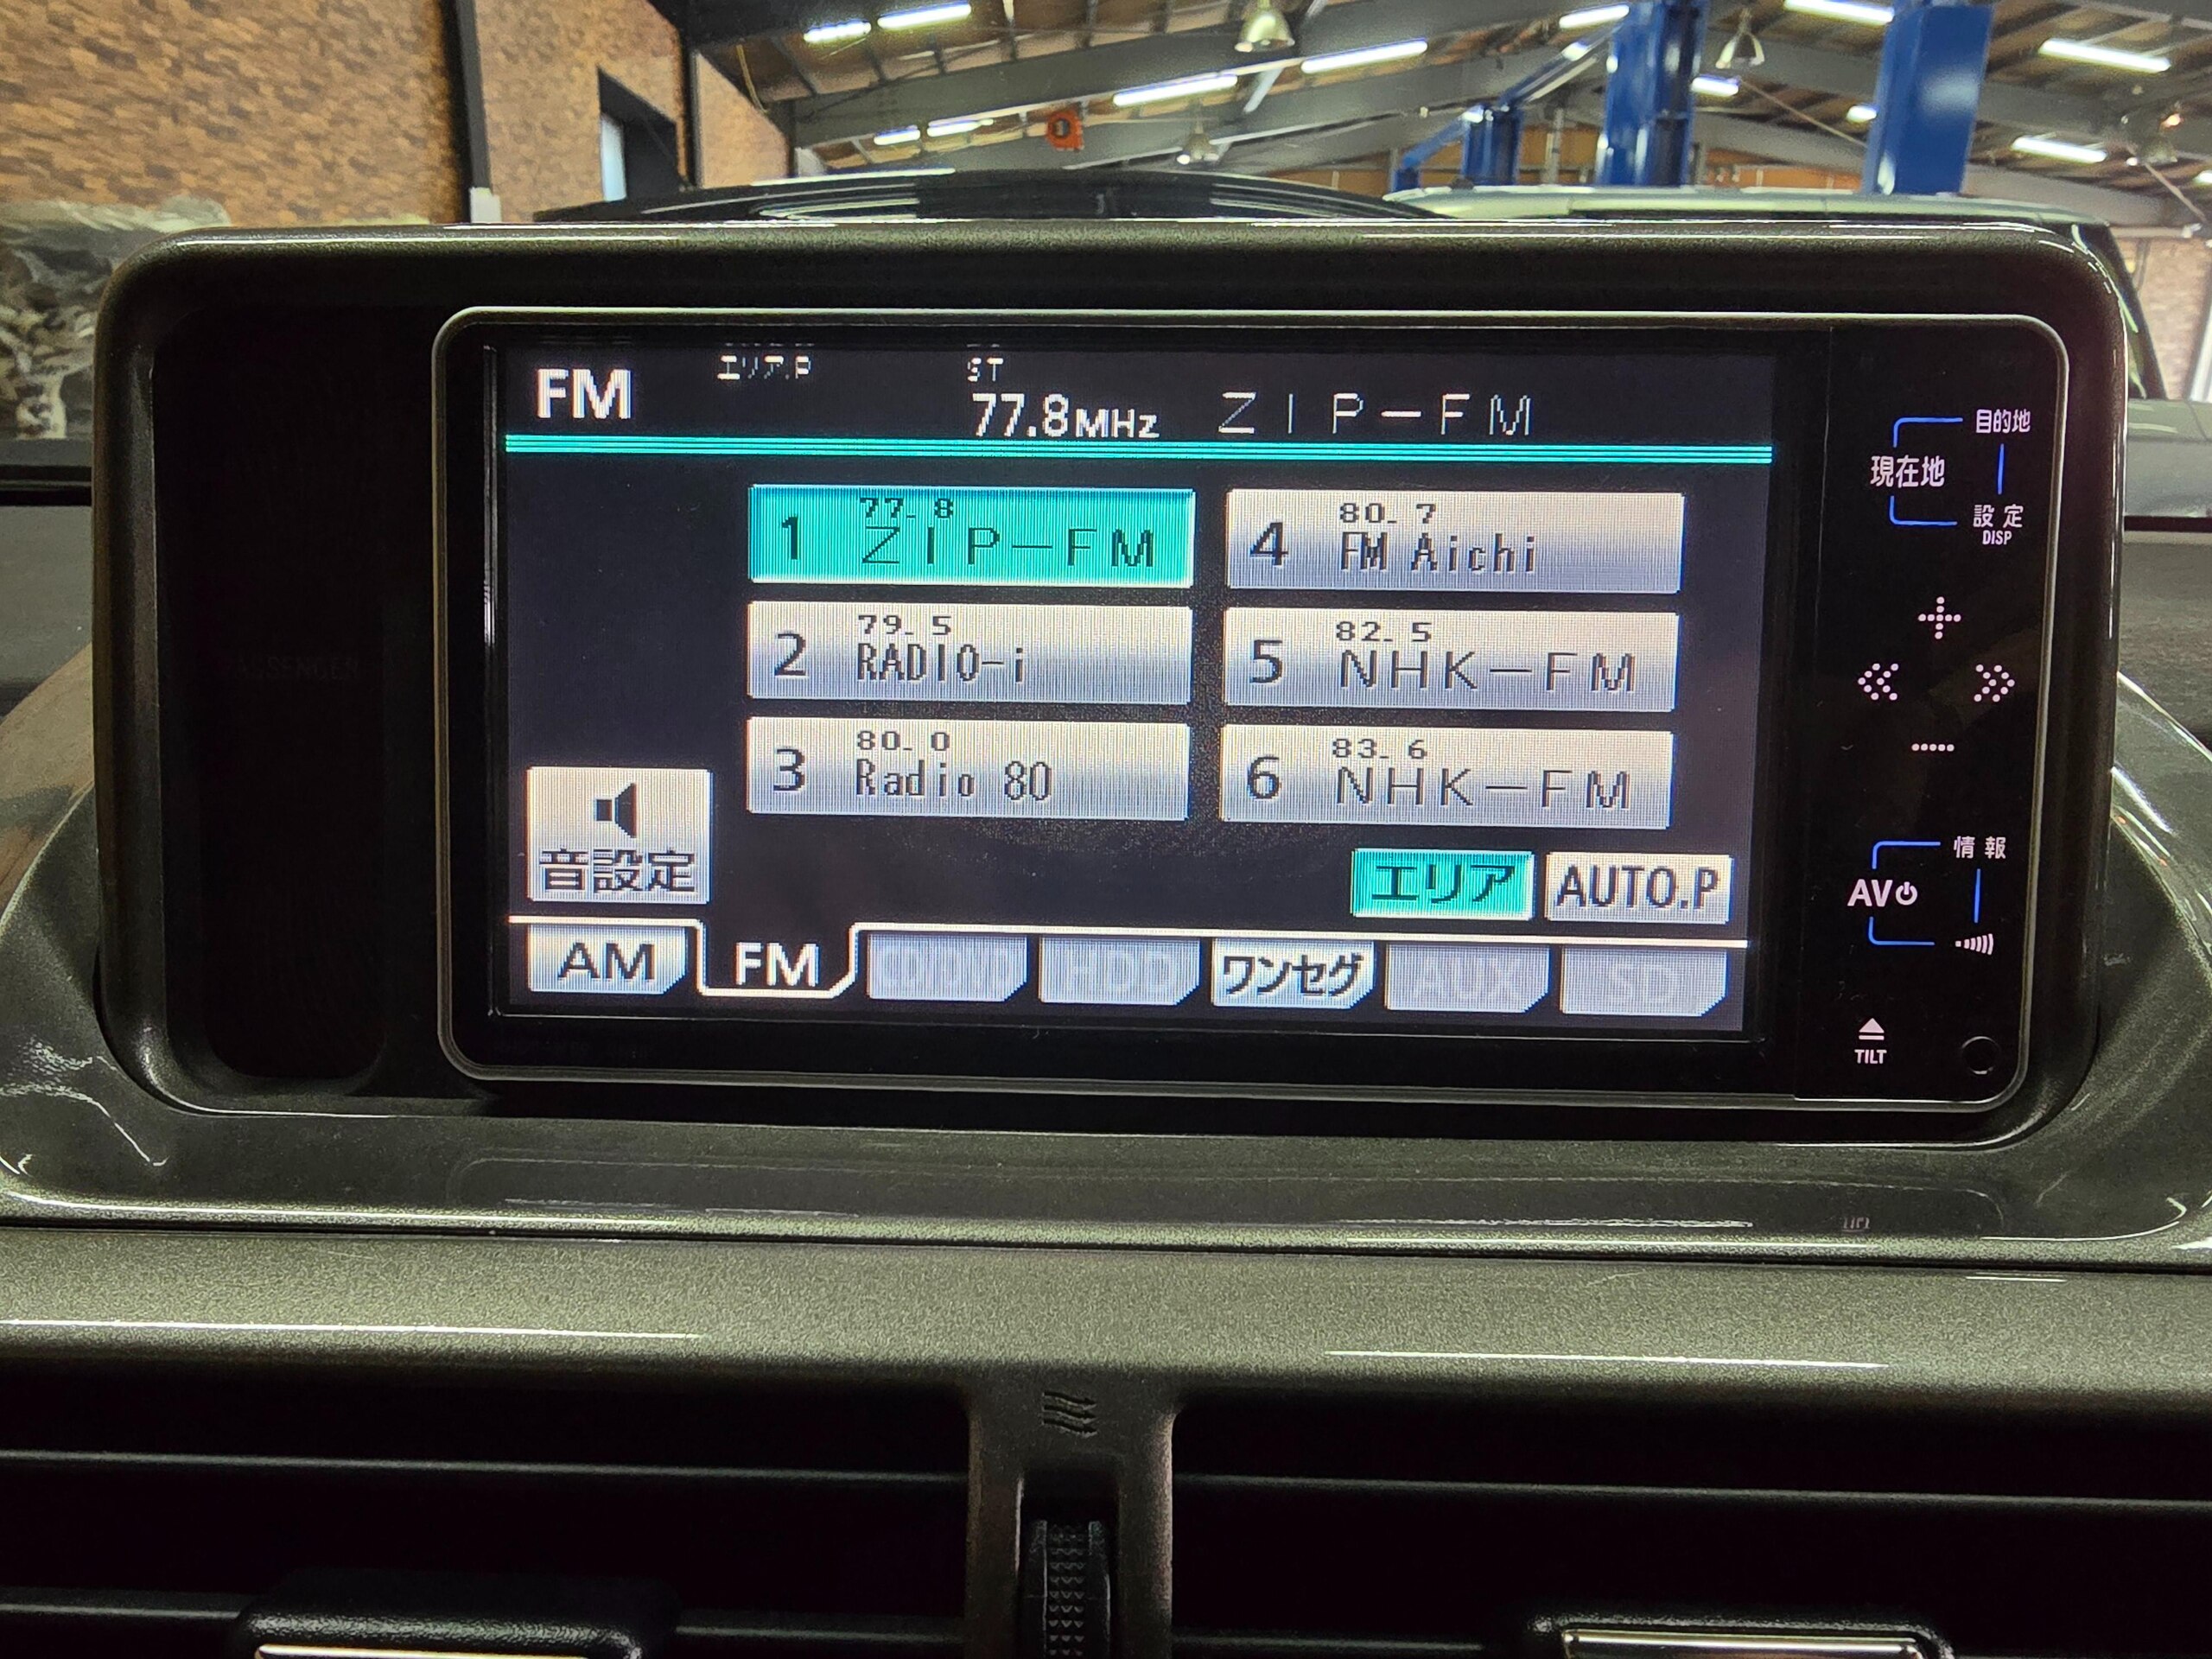 FM
エリア.P
ST
77.8MHz
ZIP-FM
1 77.8 ZIP-FM
2 79.5 RADIO-i
3 80.0 Radio 80
4 80.7 FM Aichi
5 82.5 NHK-FM
6 83.6 NHK-FM
音設定
エリア
AUTO.P
AM
FM
HDD
ワンセグ
AUX
SD
目的地
現在地
設定
DISP
情報
AV
TILT